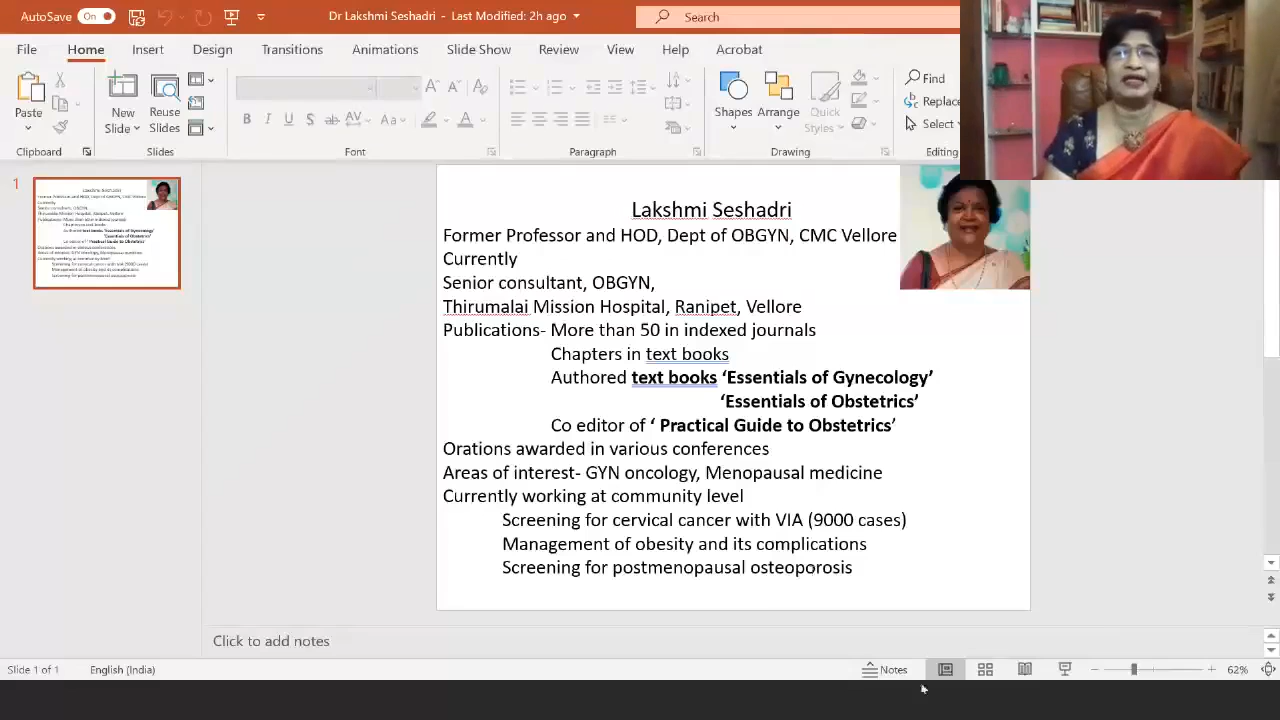 AutoSave On
Dr Lakshmi Seshadri - Last Modified: 2h ago
Search
File Home Insert Design Transitions Animations Slide Show Review View Help Acrobat
Paste
New Slide
Reuse Slides
Shapes
Arrange
Quick Styles
Find
Replace
Select
Clipboard
Slides
Font
Paragraph
Drawing
Editing
1
Lakshmi Seshadri
Former Professor and HOD, Dept of OBGYN, CMC Vellore
Currently
Senior consultant, OBGYN,
Thirumalai Mission Hospital, Ranipet, Vellore
Publications- More than 50 in indexed journals
Chapters in text books
Authored text books ‘Essentials of Gynecology’
‘Essentials of Obstetrics’
Co editor of ‘ Practical Guide to Obstetrics’
Orations awarded in various conferences
Areas of interest- GYN oncology, Menopausal medicine
Currently working at community level
Screening for cervical cancer with VIA (9000 cases)
Management of obesity and its complications
Screening for postmenopausal osteoporosis
Click to add notes
Slide 1 of 1
English (India)
Notes
62%